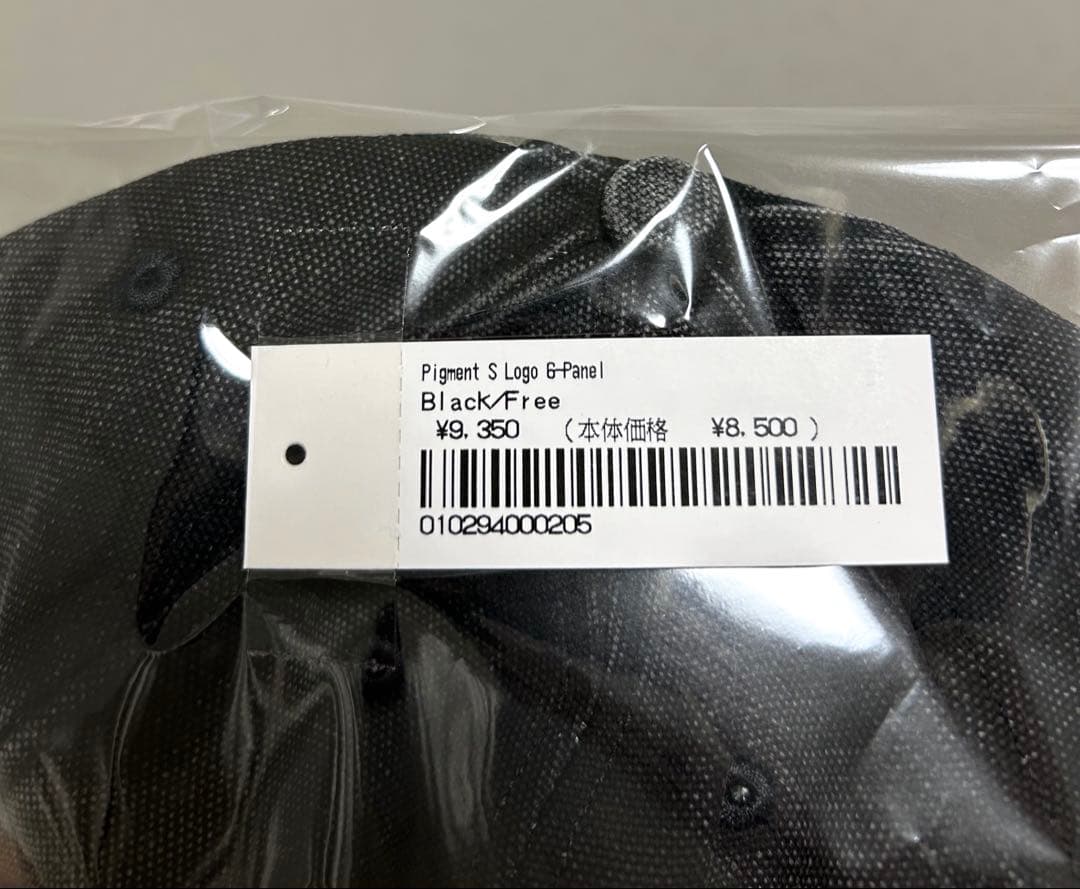 Pigment S Logo 6-Panel
Black/Free
¥9,350 (本体価格 ¥8,500)
010294000205